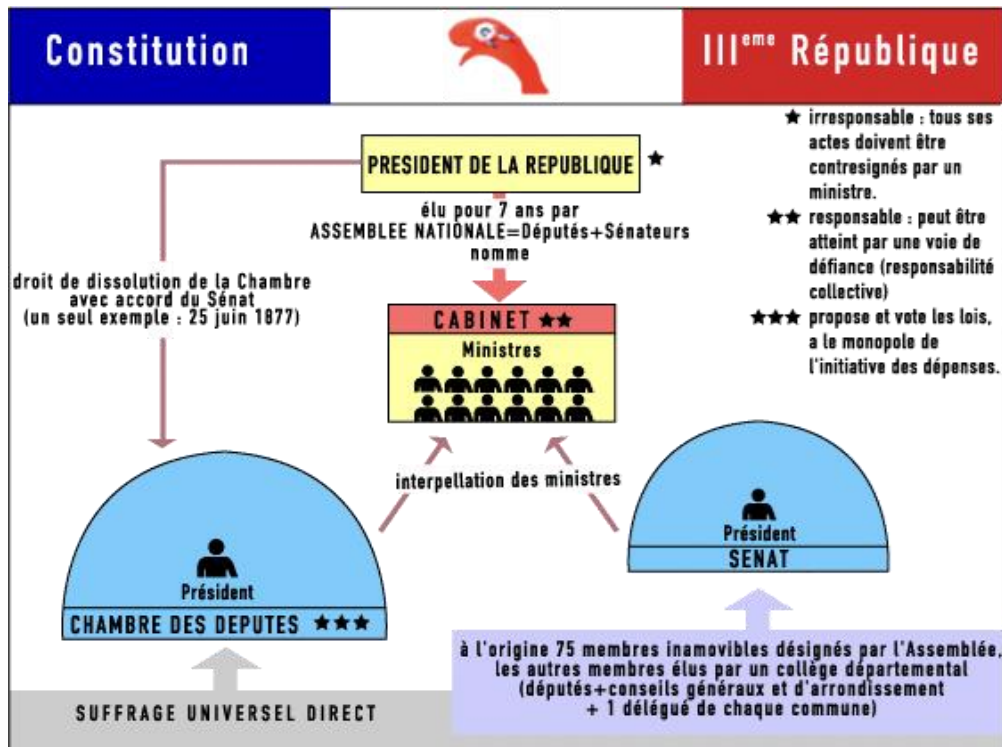 Constitution
IIIeme République
★ irresponsable : tous ses
actes doivent être
contresignés par un
ministre.
★★ responsable : peut être
atteint par une voie de
défiance (responsabilité
collective)
★★★ propose et vote les lois,
a le monopole de
l'initiative des dépenses.
PRESIDENT DE LA REPUBLIQUE ★
élu pour 7 ans par
ASSEMBLEE NATIONALE=Députés+Sénateurs
nomme
droit de dissolution de la Chambre
avec accord du Sénat
(un seul exemple : 25 juin 1877)
CABINET ★★
Ministres
interpellation des ministres
Président
CHAMBRE DES DEPUTES ★★★
Président
SENAT
SUFFRAGE UNIVERSEL DIRECT
à l'origine 75 membres inamovibles désignés par l'Assemblée,
les autres membres élus par un collège départemental
(députés+conseils généraux et d'arrondissement
+ 1 délégué de chaque commune)